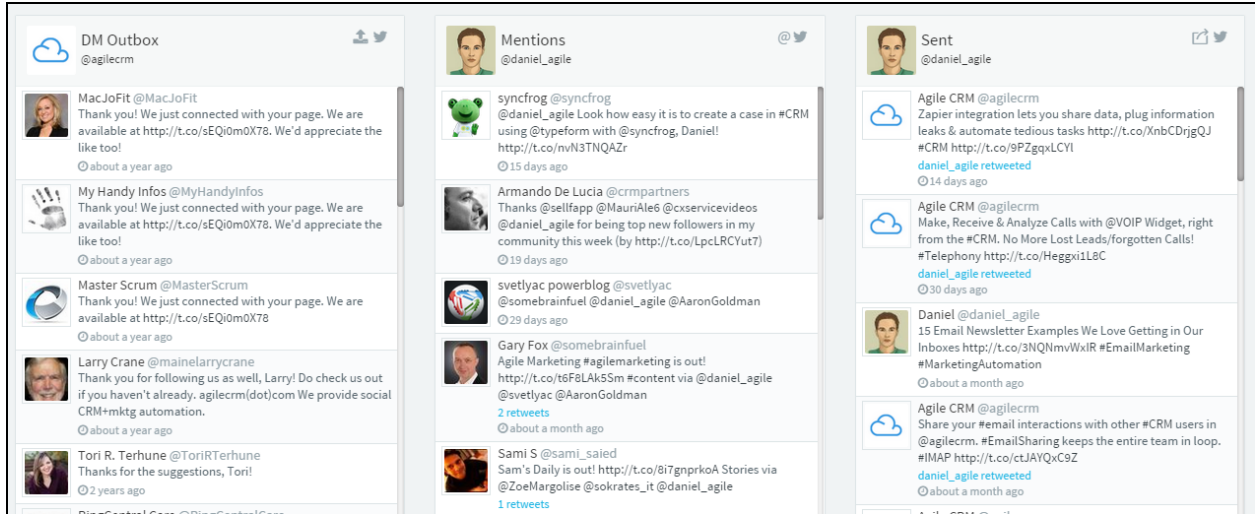 DM Outbox
@agilecrm
MacJoFit @MacJoFit
Thank you! We just connected with your page. We are
available at http://t.co/sEQi0m0X78. We'd appreciate the
like too!
about a year ago
My Handy Infos @MyHandyInfos
Thank you! We just connected with your page. We are
available at http://t.co/sEQi0m0X78. We'd appreciate the
like too!
about a year ago
Master Scrum @MasterScrum
Thank you! We just connected with your page. We are
available at http://t.co/sEQi0m0X78
about a year ago
Larry Crane @mainelarrycrane
Thank you for following us as well, Larry! Do check us out
if you haven't already. agilecrm(dot)com We provide social
CRM+mktg automation.
about a year ago
Tori R. Terhune @ToriRTerhune
Thanks for the suggestions, Tori!
2 years ago
Mentions
@daniel_agile
syncfrog @syncfrog
@daniel_agile Look how easy it is to create a case in #CRM
using @typeform with @syncfrog, Daniel!
http://t.co/nvN3TNQAZr
15 days ago
Armando De Lucia @crmpartners
Thanks @sellfapp @MauriAle6 @cxservicevideos
@daniel_agile for being top new followers in my
community this week (by http://t.co/LpcLRCYut7)
19 days ago
svetlyac powerblog @svetlyac
@somebrainfuel @daniel_agile @AaronGoldman
29 days ago
Gary Fox @somebrainfuel
Agile Marketing #agilemarketing is out!
http://t.co/t6F8LAk5Sm #content via @daniel_agile
@svetlyac @AaronGoldman
2 retweets
about a month ago
Sami S @sami_saied
Sam's Daily is out! http://t.co/8i7gnprkoA Stories via
@ZoeMargolise @sokrates_it @daniel_agile
1 retweets
Sent
@daniel_agile
Agile CRM @agilecrm
Zapier integration lets you share data, plug information
leaks & automate tedious tasks http://t.co/XnbCDrjgQJ
#CRM http://t.co/9PZgqxLCYl
daniel_agile retweeted
14 days ago
Agile CRM @agilecrm
Make, Receive & Analyze Calls with @VOIP Widget, right
from the #CRM. No More Lost Leads/forgotten Calls!
#Telephony http://t.co/Heggxi1L8C
daniel_agile retweeted
30 days ago
Daniel @daniel_agile
15 Email Newsletter Examples We Love Getting in Our
Inboxes http://t.co/3NQNmvWxIR #EmailMarketing
#MarketingAutomation
about a month ago
Agile CRM @agilecrm
Share your #email interactions with other #CRM users in
@agilecrm. #EmailSharing keeps the entire team in loop.
#IMAP http://t.co/ctJAYQxC9Z
daniel_agile retweeted
about a month ago